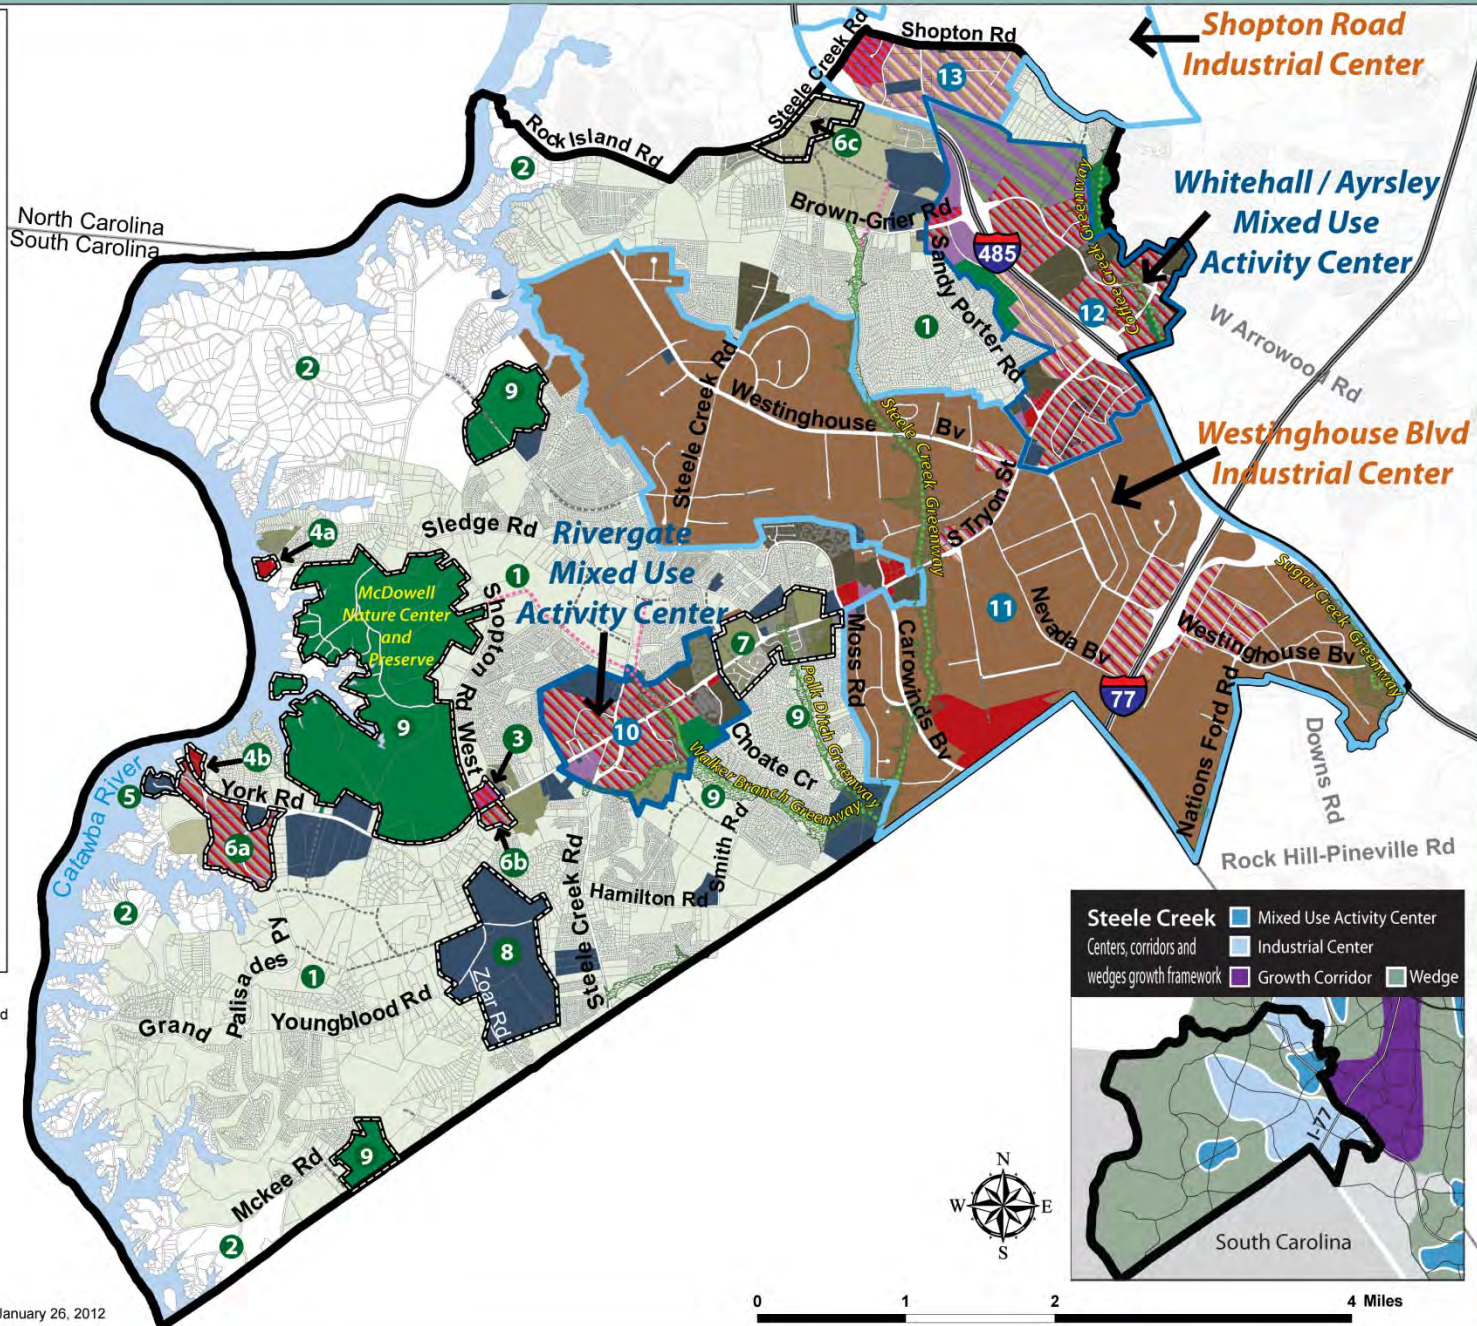 Shopton Road
Industrial Center
Shopton Rd
Steele Creek Rd
13
Rock Island Rd
6c
2
Whitehall / Ayrsley
Mixed Use
Activity Center
North Carolina
South Carolina
Brown-Grier Rd
Coffee Creek Greenway
485
Sandy Porter Rd
12
Coffee Creek Greenway
W Arrowood Rd
1
2
9
Steele Creek Rd
Westinghouse Bv
Steele Creek Greenway
Westinghouse Blvd
Industrial Center
S Tryon St
Sledge Rd
4a
Rivergate
Mixed Use
Activity Center
1
McDowell
Nature Center
and
Preserve
Shopton Rd West
11
Nevada Bv
Sugar Creek Greenway
Westinghouse Bv
7
Moss Rd
Carowinds Bv
77
Polk Ditch Greenway
9
9
3
10
Choate Cr
Walker Branch Greenway
9
Nations Ford Rd
Downs Rd
Rock Hill-Pineville Rd
4b
5
York Rd
Catawba River
6a
6b
Smith Rd
Hamilton Rd
Steele Creek Rd
2
8
Zoar Rd
1
Grand Palisades Py
Youngblood Rd
9
Mckee Rd
2
Steele Creek
Centers, corridors and
wedges growth framework
Mixed Use Activity Center
Industrial Center
Growth Corridor
Wedge
I-77
South Carolina
N
W
E
S
0 1 2 4 Miles
January 26, 2012